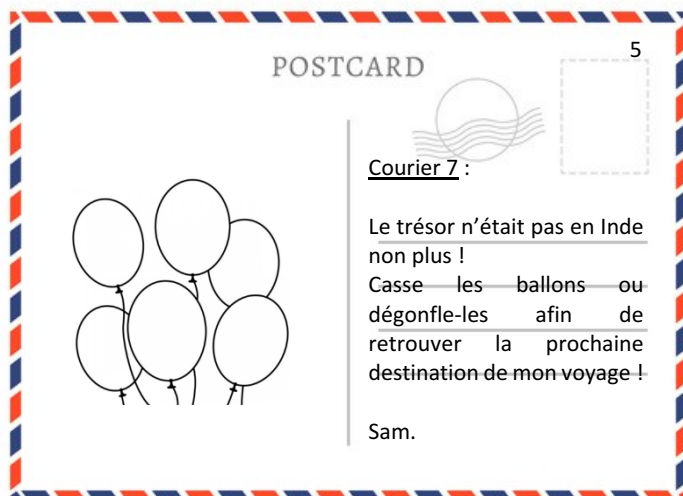 5
POSTCARD
Courier 7 :
Le trésor n’était pas en Inde
non plus !
Casse les ballons ou
dégonfle-les afin de
retrouver la prochaine
destination de mon voyage !
Sam.